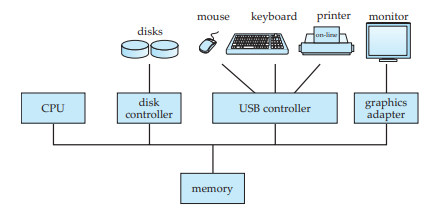 mouse keyboard printer monitor
disks
on-line
CPU
disk
controller
USB controller
graphics
adapter
memory